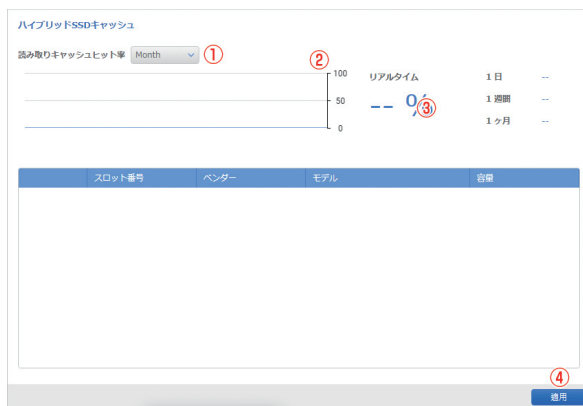 ハイブリッドSSDキャッシュ
読み取りキャッシュヒット率 Month ①
② 100
50
0
リアルタイム
-- % ③
1 日 --
1 週間 --
1 ヶ月 --
スロット番号 ベンダー モデル 容量
④
適用